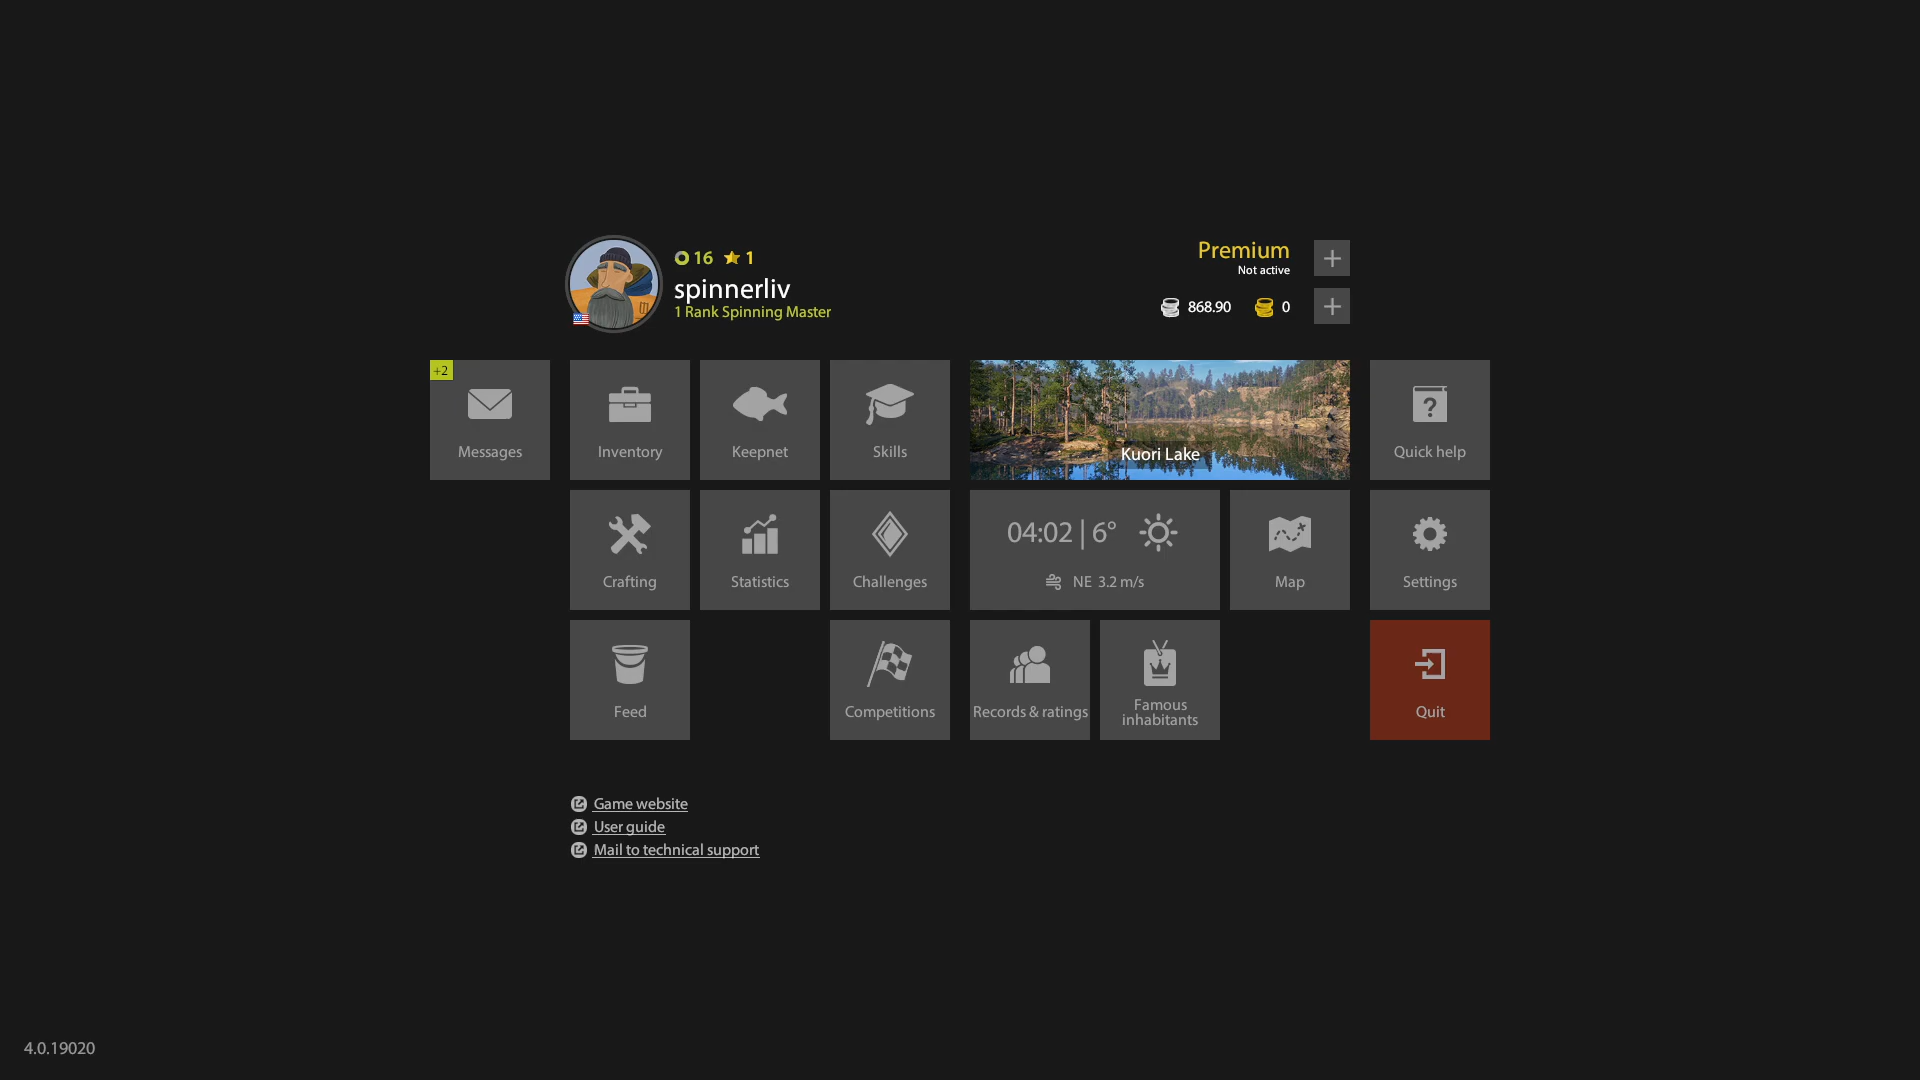 16 1
spinnerliv
1 Rank Spinning Master
Premium
Not active
868.90 0
+2
Messages
Inventory
Keepnet
Skills
Kuori Lake
Quick help
Crafting
Statistics
Challenges
04:02 | 6°
NE 3.2 m/s
Map
Settings
Feed
Competitions
Records & ratings
Famous
inhabitants
Quit
Game website
User guide
Mail to technical support
4.0.19020